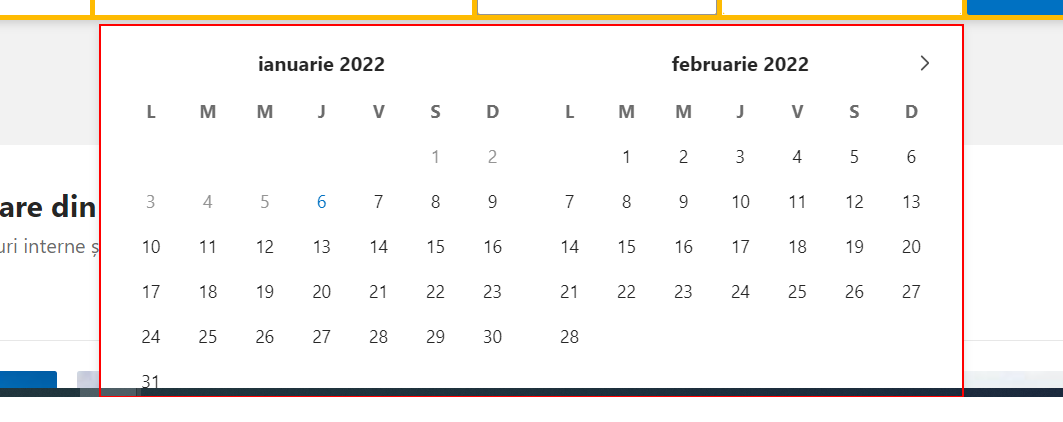 ianuarie 2022
L M M J V S D
1 2
3 4 5 6 7 8 9
10 11 12 13 14 15 16
17 18 19 20 21 22 23
24 25 26 27 28 29 30
31
februarie 2022
L M M J V S D
1 2 3 4 5 6
7 8 9 10 11 12 13
14 15 16 17 18 19 20
21 22 23 24 25 26 27
28
are din
uri interne ș